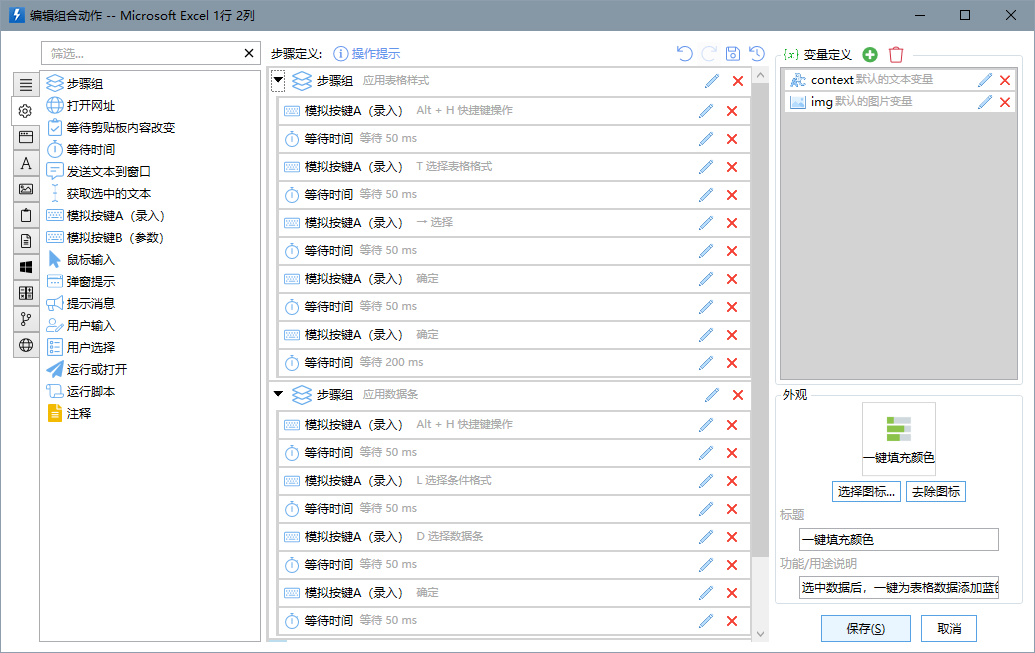 编辑组合动作 -- Microsoft Excel 1行 2列
筛选...
步骤组
打开网址
等待剪贴板内容改变
等待时间
发送文本到窗口
获取选中的文本
模拟按键A（录入）
模拟按键B（参数）
鼠标输入
弹窗提示
提示消息
用户输入
用户选择
运行或打开
运行脚本
注释
步骤定义: 操作提示
步骤组 应用表格样式
模拟按键A（录入） Alt + H 快捷键操作
等待时间 等待 50 ms
模拟按键A（录入） T 选择表格格式
等待时间 等待 50 ms
模拟按键A（录入） → 选择
等待时间 等待 50 ms
模拟按键A（录入） 确定
等待时间 等待 50 ms
模拟按键A（录入） 确定
等待时间 等待 200 ms
步骤组 应用数据条
模拟按键A（录入） Alt + H 快捷键操作
等待时间 等待 50 ms
模拟按键A（录入） L 选择条件格式
等待时间 等待 50 ms
模拟按键A（录入） D 选择数据条
等待时间 等待 50 ms
模拟按键A（录入） 确定
等待时间 等待 50 ms
{x} 变量定义
context 默认的文本变量
img 默认的图片变量
外观
一键填充颜色
选择图标... 去除图标
标题
一键填充颜色
功能/用途说明
选中数据后，一键为表格数据添加蓝
保存(S) 取消